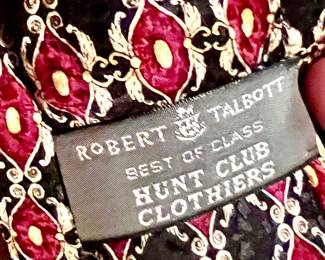 ROBERT TALBOTT
BEST OF CLASS
HUNT CLUB
CLOTHIERS